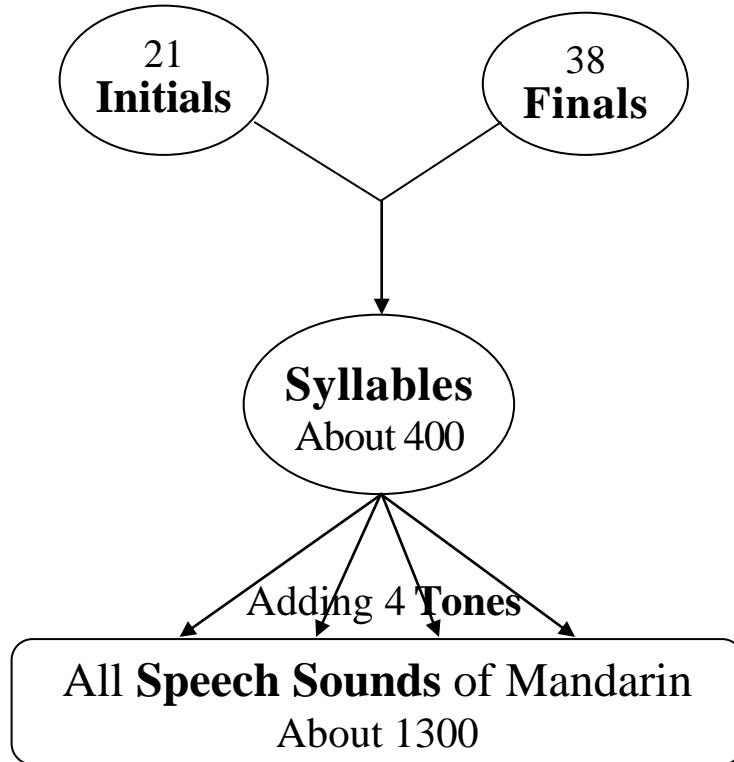 21
Initials
38
Finals
Syllables
About 400
Adding 4 Tones
All Speech Sounds of Mandarin
About 1300